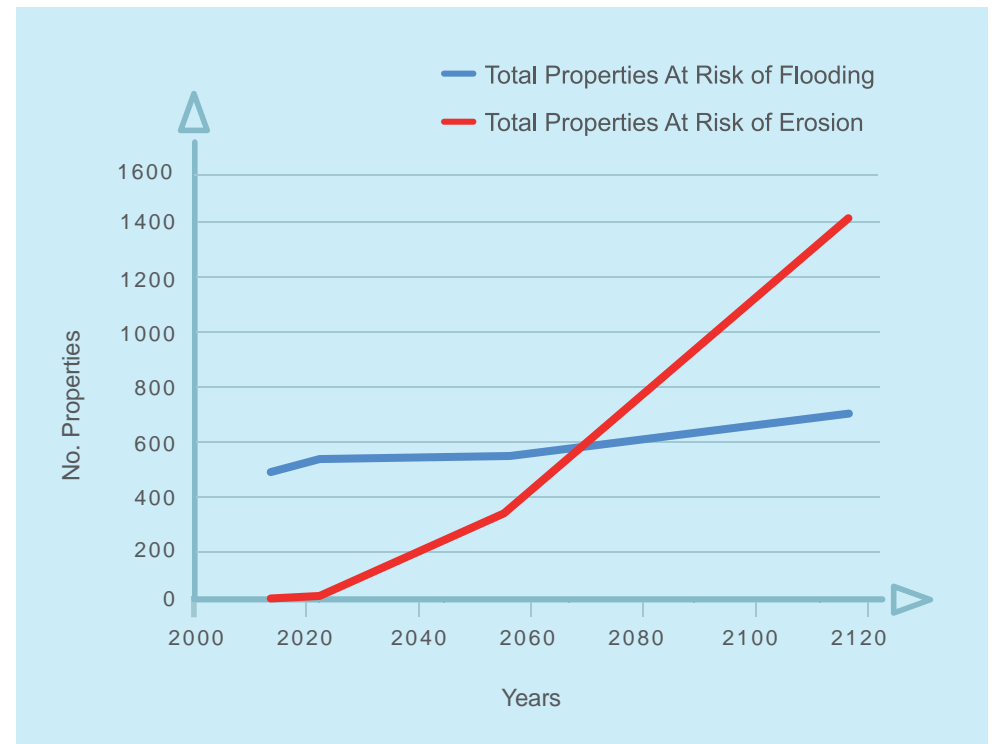 Total Properties At Risk of Flooding
Total Properties At Risk of Erosion
1600
1400
1200
1000
800
600
400
200
0
No. Properties
2000 2020 2040 2060 2080 2100 2120
Years